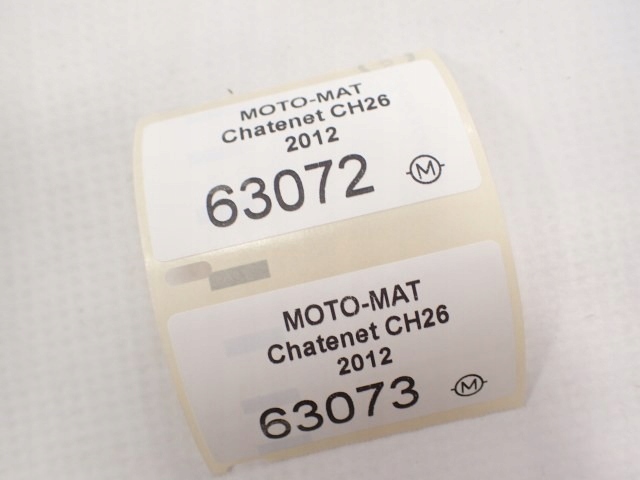 MOTO-MAT
Chatenet CH26
2012
63072 M
MOTO-MAT
Chatenet CH26
2012
63073 M